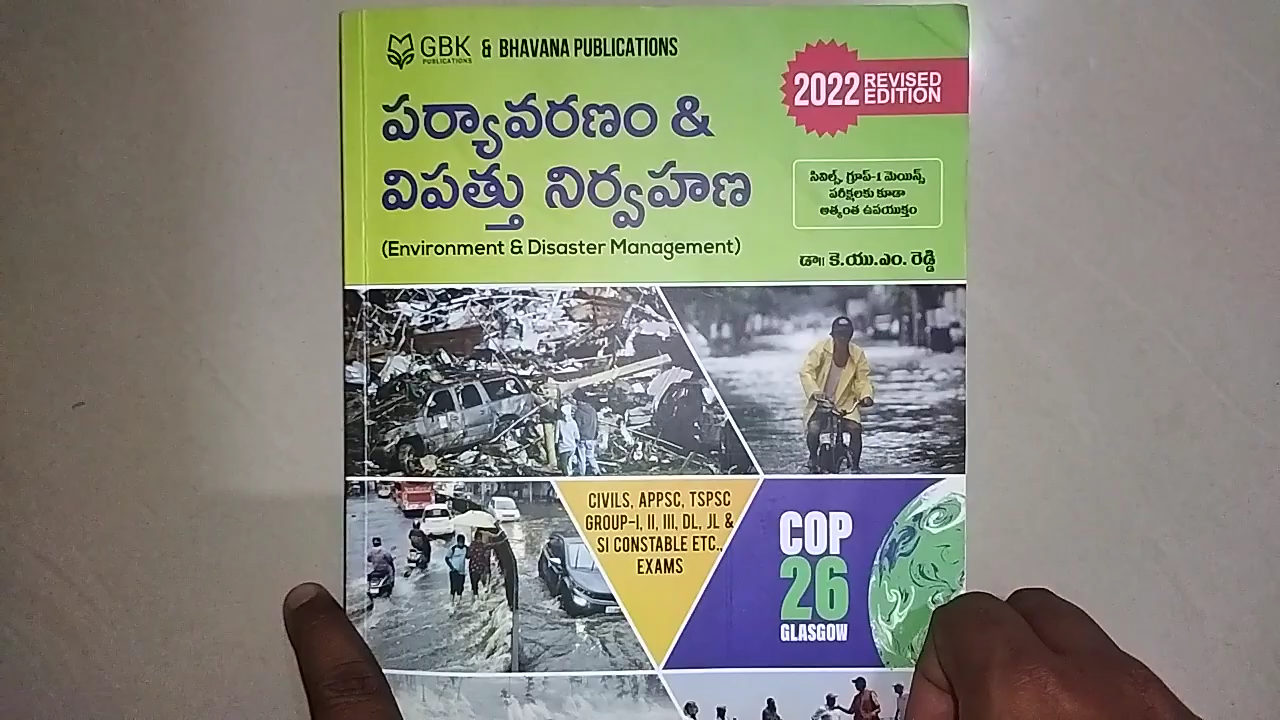 GBK PUBLICATIONS & BHAVANA PUBLICATIONS
2022 REVISED EDITION
పర్యావరణం &
విపత్తు నిర్వహణ
(Environment & Disaster Management)
సివిల్స్, గ్రూప్-1 మెయిన్స్
పరీక్షలకు కూడా
అత్యంత ఉపయుక్తం
డా॥ కె.యు.ఎం. రెడ్డి
CIVILS, APPSC, TSPSC
GROUP-I, II, III, DL, JL &
SI CONSTABLE ETC.,
EXAMS
COP
26
GLASGOW